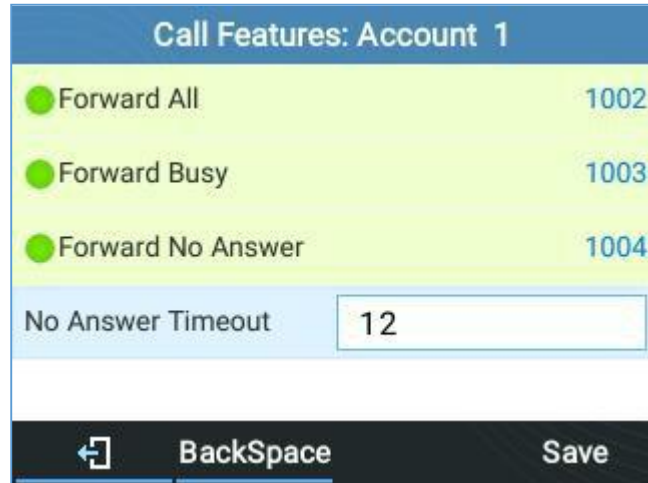 Call Features: Account 1
Forward All 1002
Forward Busy 1003
Forward No Answer 1004
No Answer Timeout 12
BackSpace Save